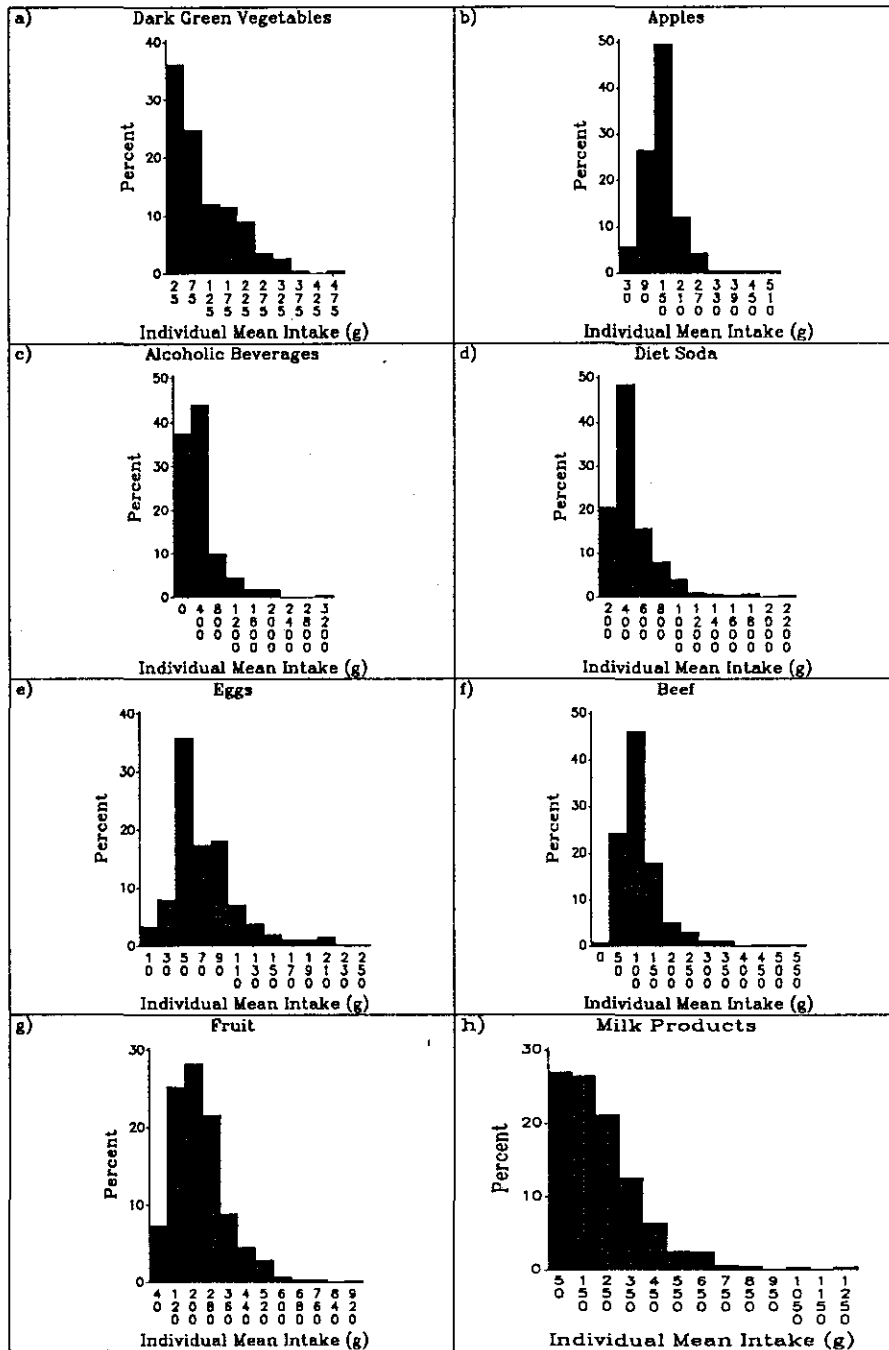 a) Dark Green Vegetables
Percent
40
30
20
10
0
25 75 125 175 225 275 325 375 425 475
Individual Mean Intake (g)
b) Apples
Percent
50
40
30
20
10
0
30 90 150 210 270 330 390 450 510
Individual Mean Intake (g)
c) Alcoholic Beverages
Percent
50
40
30
20
10
0
0 400 800 1200 1600 2000 2400 2800 3200
Individual Mean Intake (g)
d) Diet Soda
Percent
50
40
30
20
10
0
200 400 600 800 1000 1200 1400 1600 1800 2000 2200
Individual Mean Intake (g)
e) Eggs
Percent
40
30
20
10
0
10 30 50 70 90 110 130 150 170 190 210 230 250
Individual Mean Intake (g)
f) Beef
Percent
50
40
30
20
10
0
0 50 100 150 200 250 300 350 400 450 500 550
Individual Mean Intake (g)
g) Fruit
Percent
30
20
10
0
40 120 200 280 360 440 520 600 680 760 840 920
Individual Mean Intake (g)
h) Milk Products
Percent
30
20
10
0
50 150 250 350 450 550 650 750 850 950 1050 1150 1250
Individual Mean Intake (g)